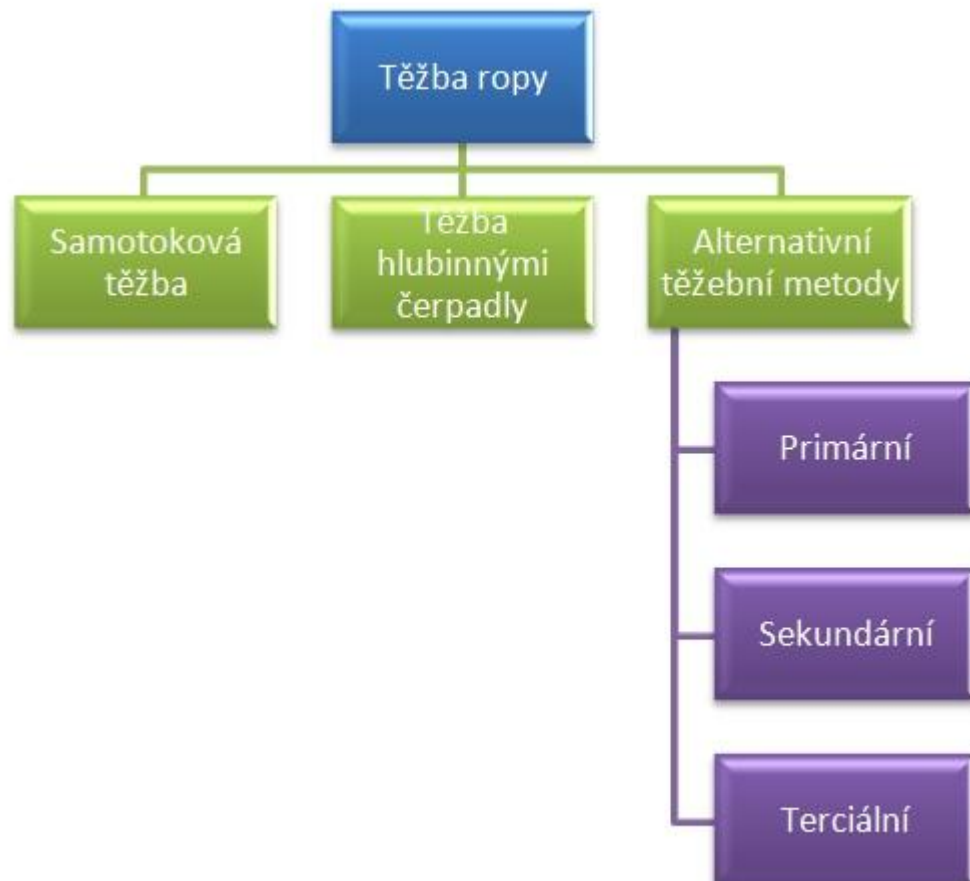 Těžba ropy
Samotoková
těžba
Těžba
hlubinnými
čerpadly
Alternativní
těžební metody
Primární
Sekundární
Terciální